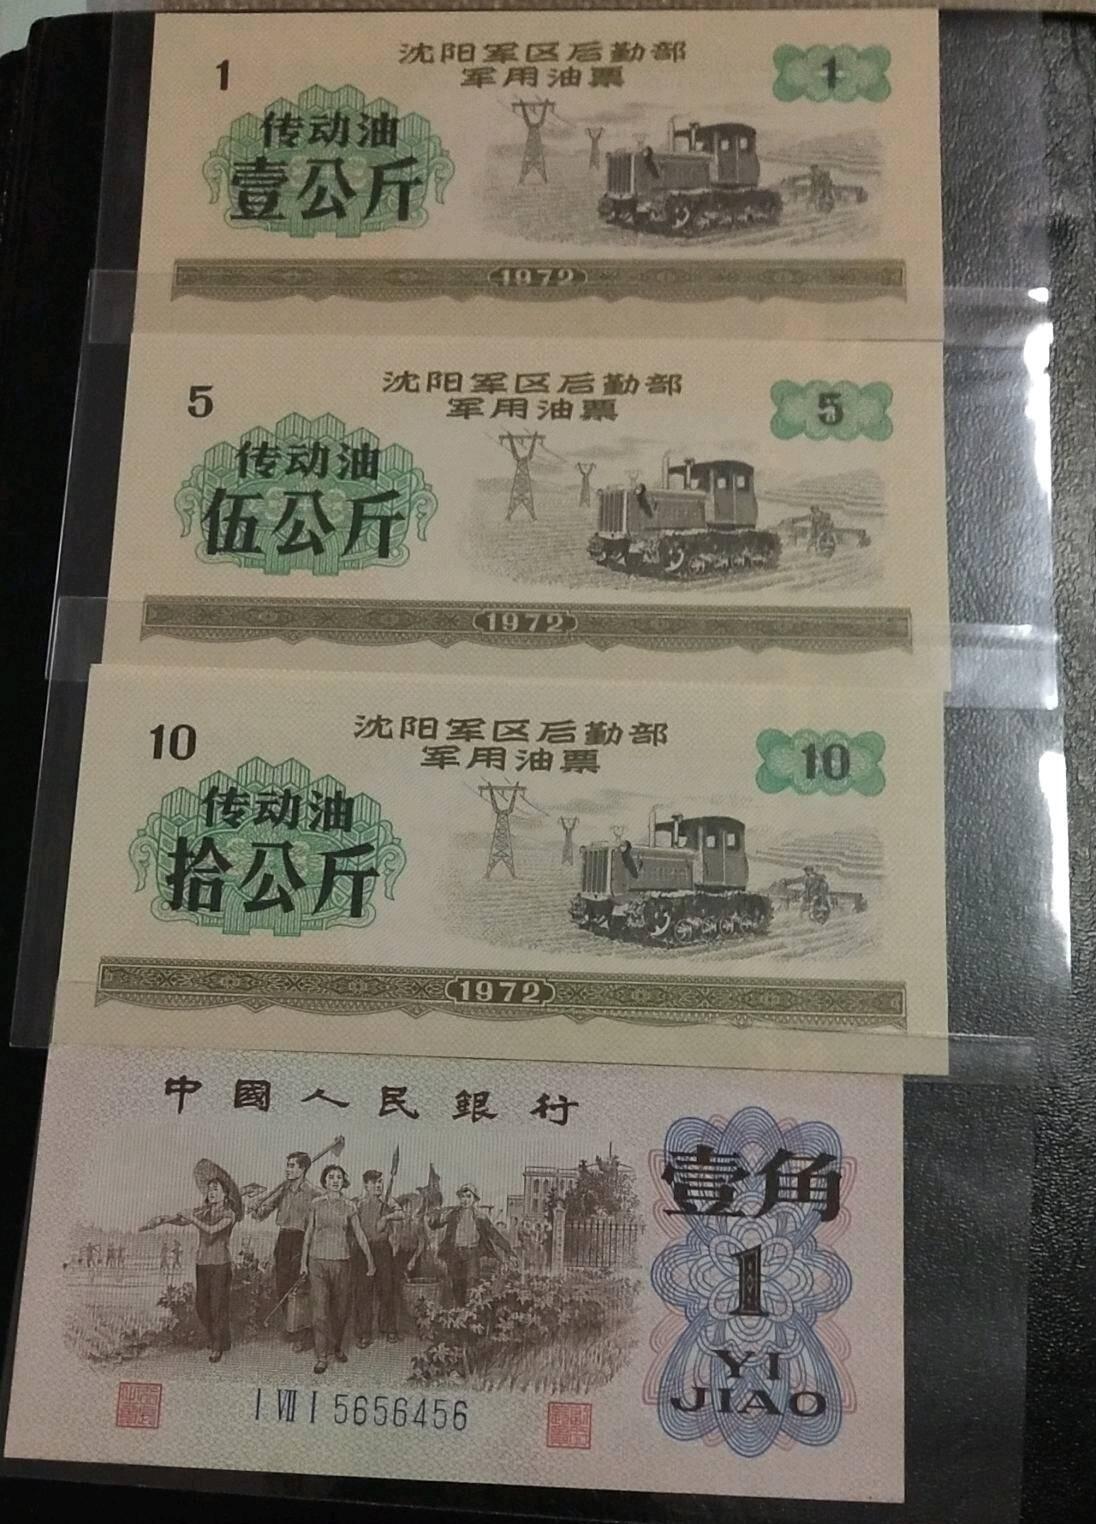 1
沈阳军区后勤部
军用油票
1
传动油
壹公斤
1972
5
沈阳军区后勤部
军用油票
5
传动油
伍公斤
1972
10
沈阳军区后勤部
军用油票
10
传动油
拾公斤
1972
中國人民銀行
壹角
1
YI
JIAO
I VII I 5656456